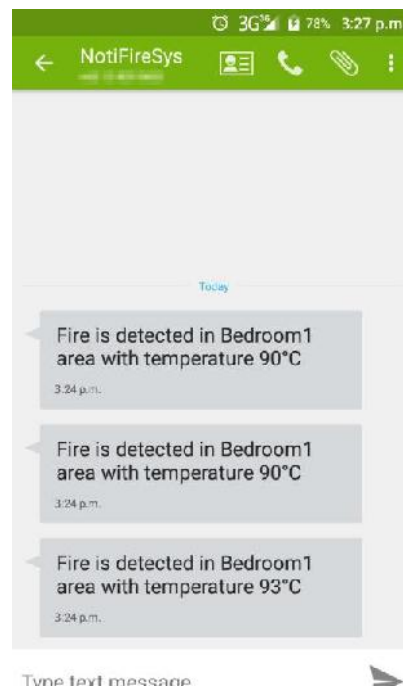 3G 3G 78% 3:27 p.m
NotiFireSys
Today
Fire is detected in Bedroom1
area with temperature 90°C
3:24 p.m.
Fire is detected in Bedroom1
area with temperature 90°C
3:24 p.m.
Fire is detected in Bedroom1
area with temperature 93°C
3:24 p.m.
Type text message